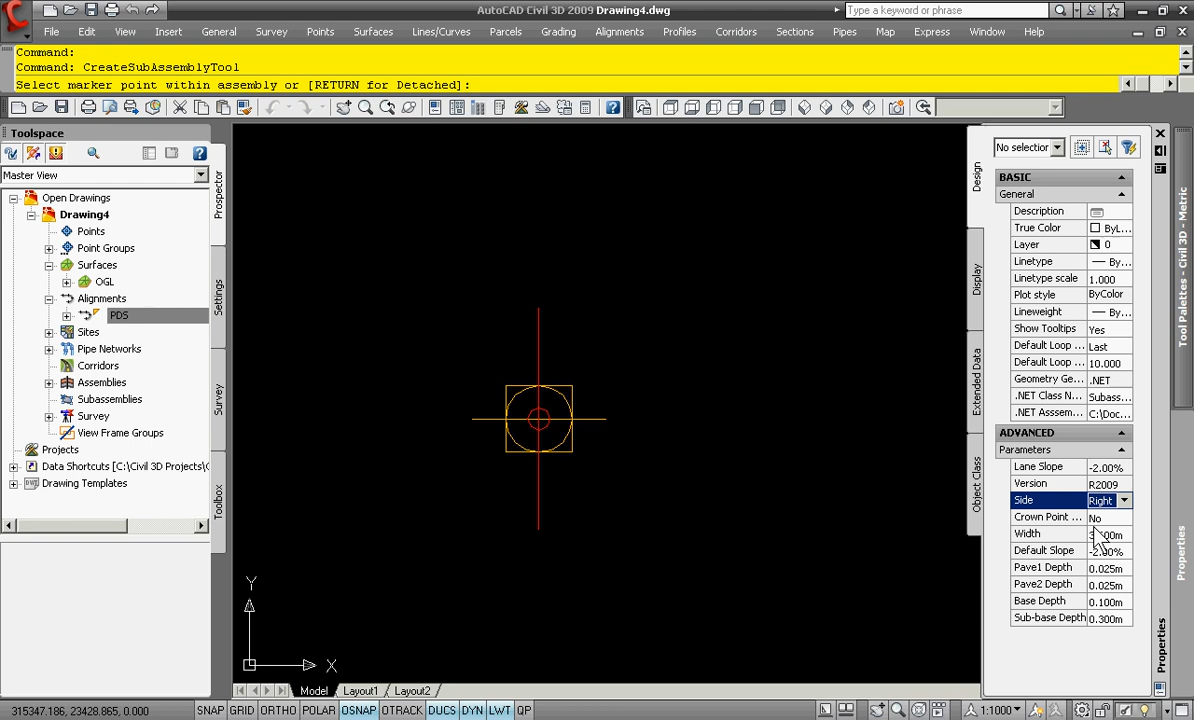 AutoCAD Civil 3D 2009 Drawing4.dwg
Type a keyword or phrase
File Edit View Insert General Survey Points Surfaces Lines/Curves Parcels Grading Alignments Profiles Corridors Sections Pipes Map Express Window Help
Command:
Command: CreateSubAssemblyTool
Select marker point within assembly or [RETURN for Detached]:
Toolspace
Master View
Open Drawings
Drawing4
Points
Point Groups
Surfaces
OGL
Alignments
PDS
Sites
Pipe Networks
Corridors
Assemblies
Subassemblies
Survey
View Frame Groups
Projects
Data Shortcuts [C:\Civil 3D Projects\C
Drawing Templates
Prospector
Settings
Survey
Toolbox
Y
X
Model Layout1 Layout2
Design
Display
Extended Data
Object Class
No selection
BASIC
General
Description
True Color ByL...
Layer 0
Linetype By...
Linetype scale 1.000
Plot style ByColor
Lineweight By...
Show Tooltips Yes
Default Loop ... Last
Default Loop ... 10.000
Geometry Ge... .NET
.NET Class N... Subass...
.NET Asssem... C:\Doc...
ADVANCED
Parameters
Lane Slope -2.00%
Version R2009
Side Right
Crown Point ... No
Width
Default Slope -2.00%
Pave1 Depth 0.025m
Pave2 Depth 0.025m
Base Depth 0.100m
Sub-base Depth 0.300m
Tool Palettes - Civil 3D - Metric
Properties
Properties
315347.186, 23428.865, 0.000 SNAP GRID ORTHO POLAR OSNAP OTRACK DUCS DYN LWT QP 1:1000